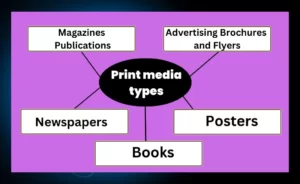 Magazines
Publications
Advertising Brochures
and Flyers
Print media
types
Newspapers
Posters
Books